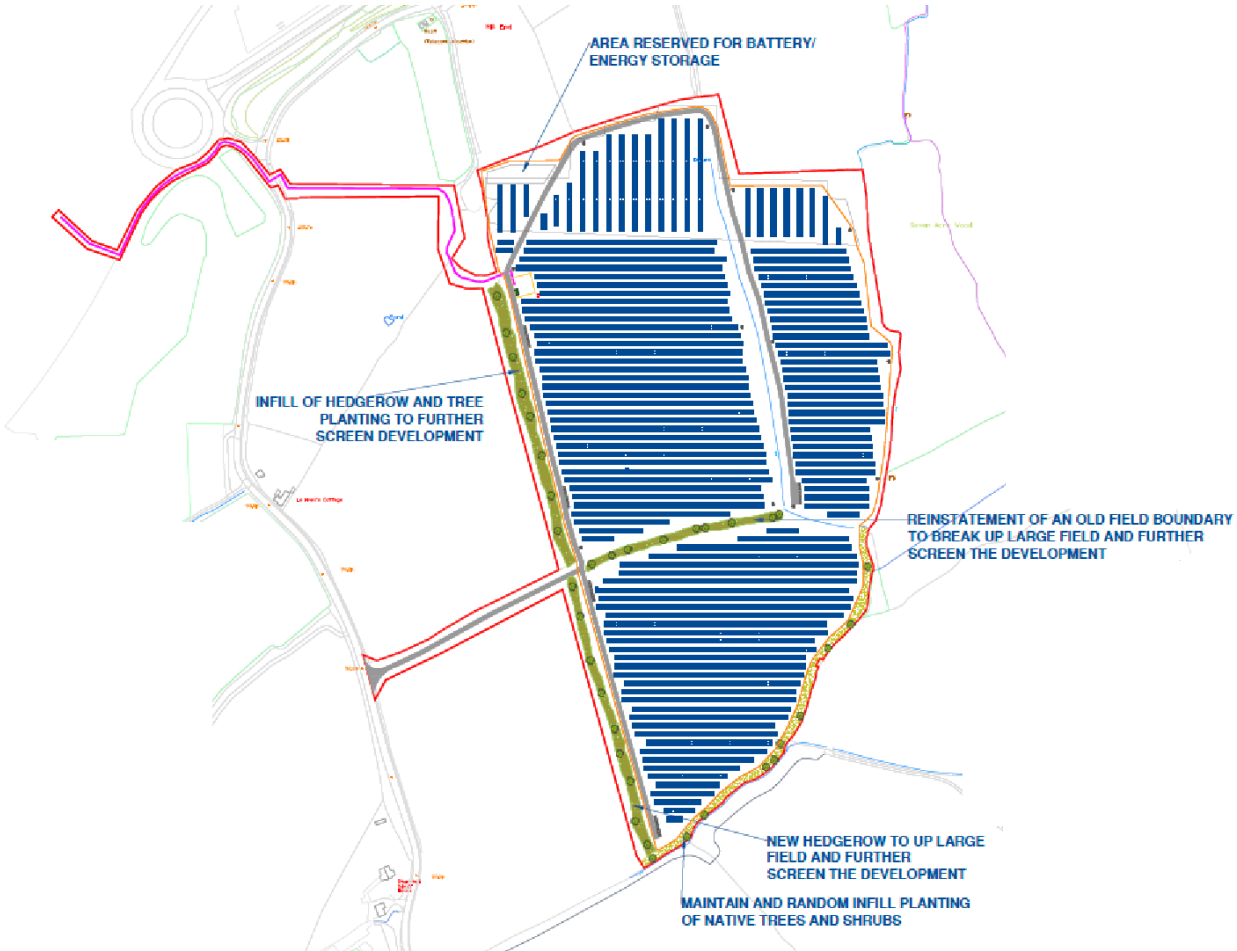 Mill End
AREA RESERVED FOR BATTERY/
ENERGY STORAGE
INFILL OF HEDGEROW AND TREE
PLANTING TO FURTHER
SCREEN DEVELOPMENT
REINSTATEMENT OF AN OLD FIELD BOUNDARY
TO BREAK UP LARGE FIELD AND FURTHER
SCREEN THE DEVELOPMENT
NEW HEDGEROW TO UP LARGE
FIELD AND FURTHER
SCREEN THE DEVELOPMENT
MAINTAIN AND RANDOM INFILL PLANTING
OF NATIVE TREES AND SHRUBS